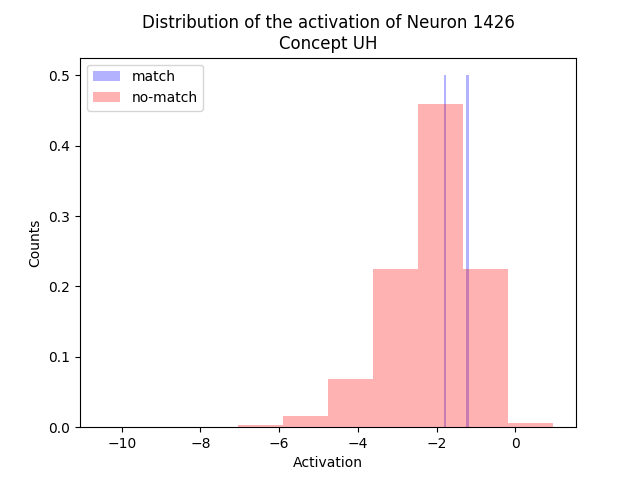 Distribution of the activation of Neuron 1426
Concept UH
match
no-match
0.5
0.4
0.3
0.2
0.1
0.0
Counts
−10
−8
−6
−4
−2
0
Activation